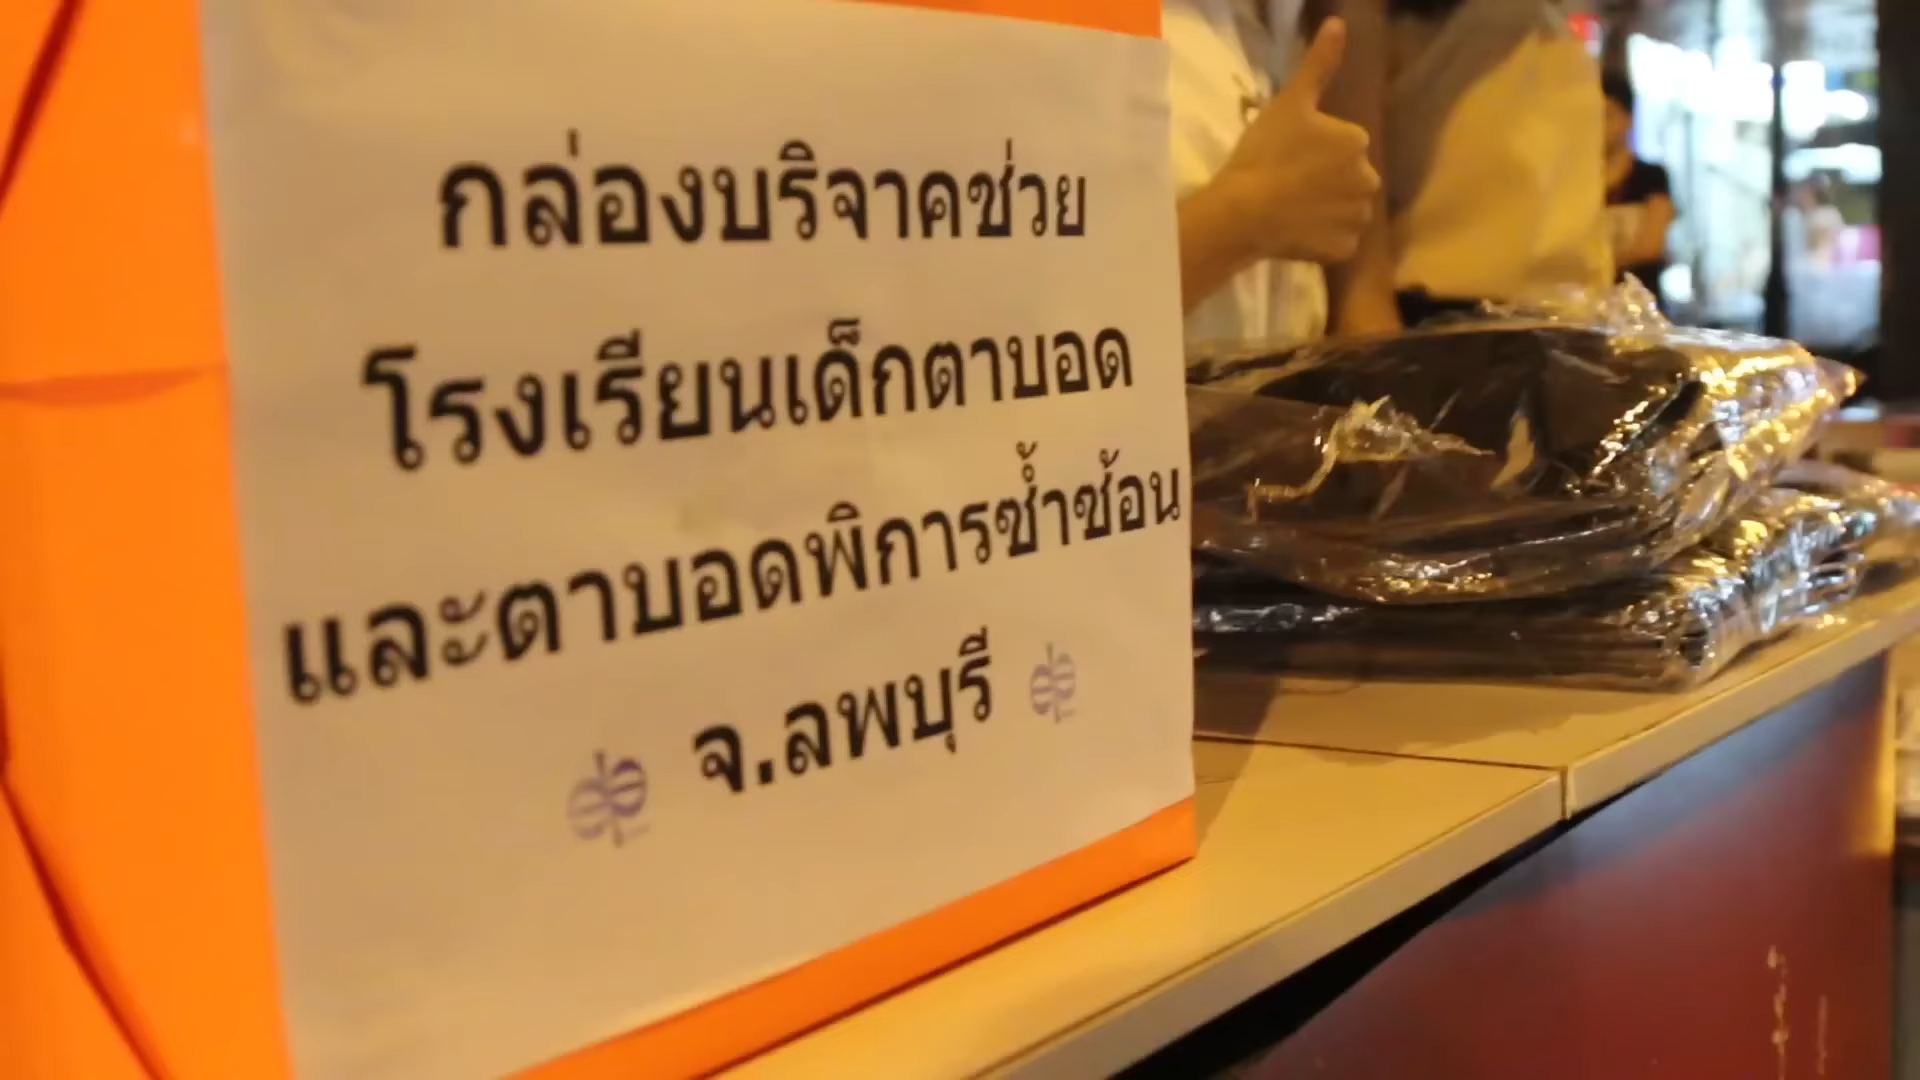 กล่องบริจาคช่วย
โรงเรียนเด็กตาบอด
และตาบอดพิการซ้ำซ้อน
จ.ลพบุรี